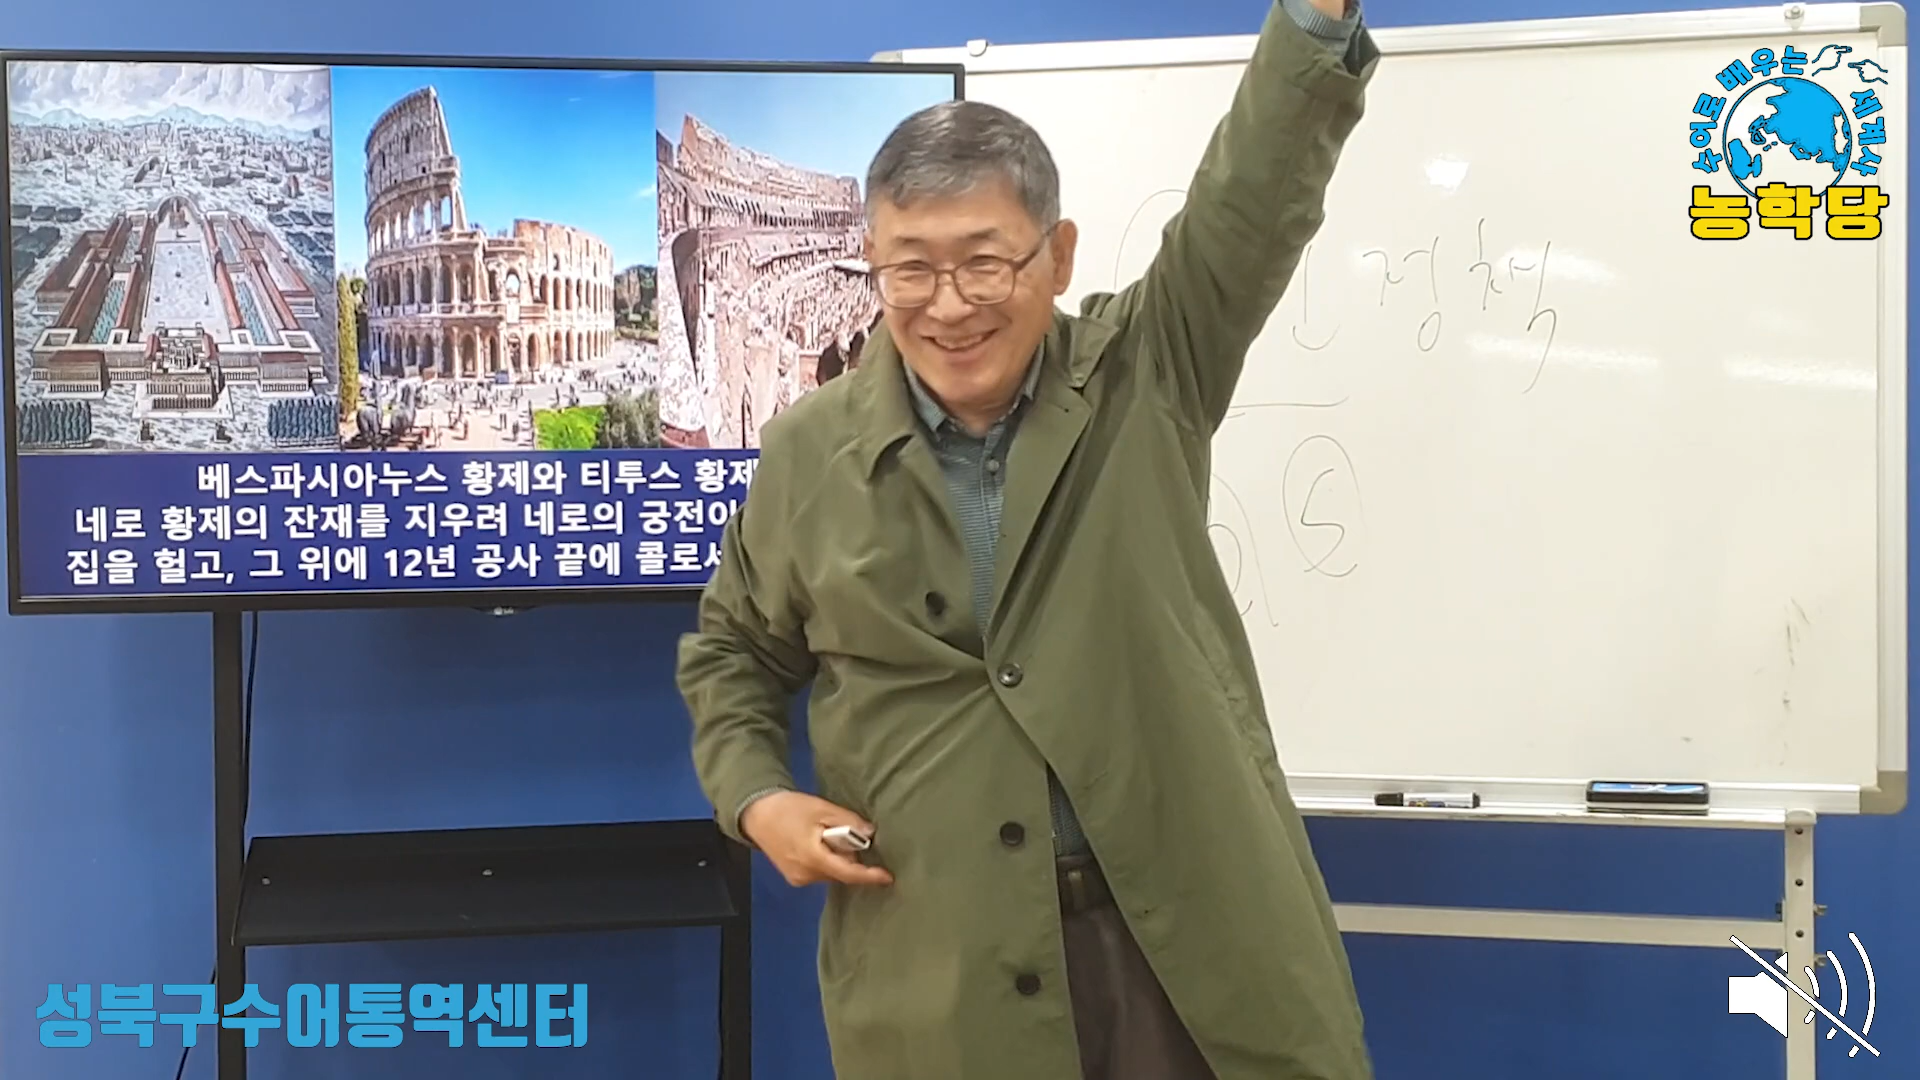 베스파시아누스 황제와 티투스 황제
네로 황제의 잔재를 지우려 네로의 궁전이
집을 헐고, 그 위에 12년 공사 끝에 콜로
수어로 배우는 세계사
농학당
정책
성북구수어통역센터